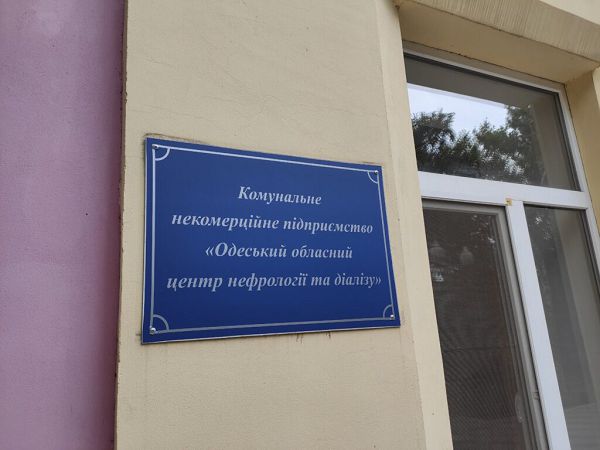 Комунальне
некомерційне підприємство
«Одеський обласний
центр нефрології та діалізу»